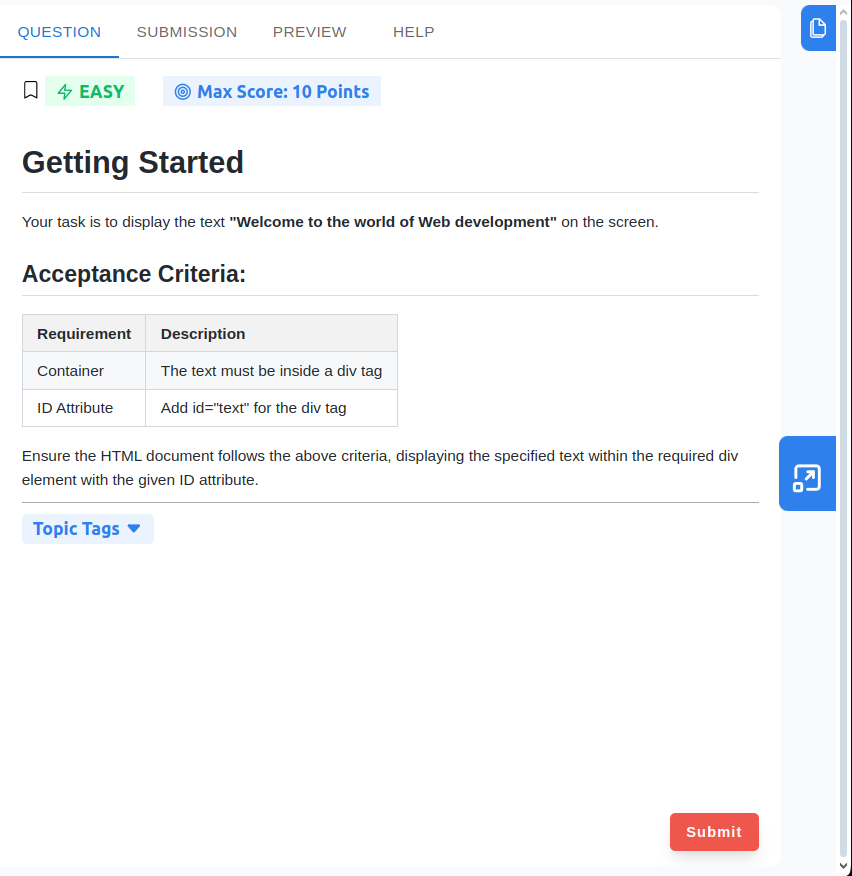 QUESTION SUBMISSION PREVIEW HELP
EASY Max Score: 10 Points
Getting Started
Your task is to display the text "Welcome to the world of Web development" on the screen.
Acceptance Criteria:
Requirement Description
Container The text must be inside a div tag
ID Attribute Add id="text" for the div tag
Ensure the HTML document follows the above criteria, displaying the specified text within the required div
element with the given ID attribute.
Topic Tags
Submit